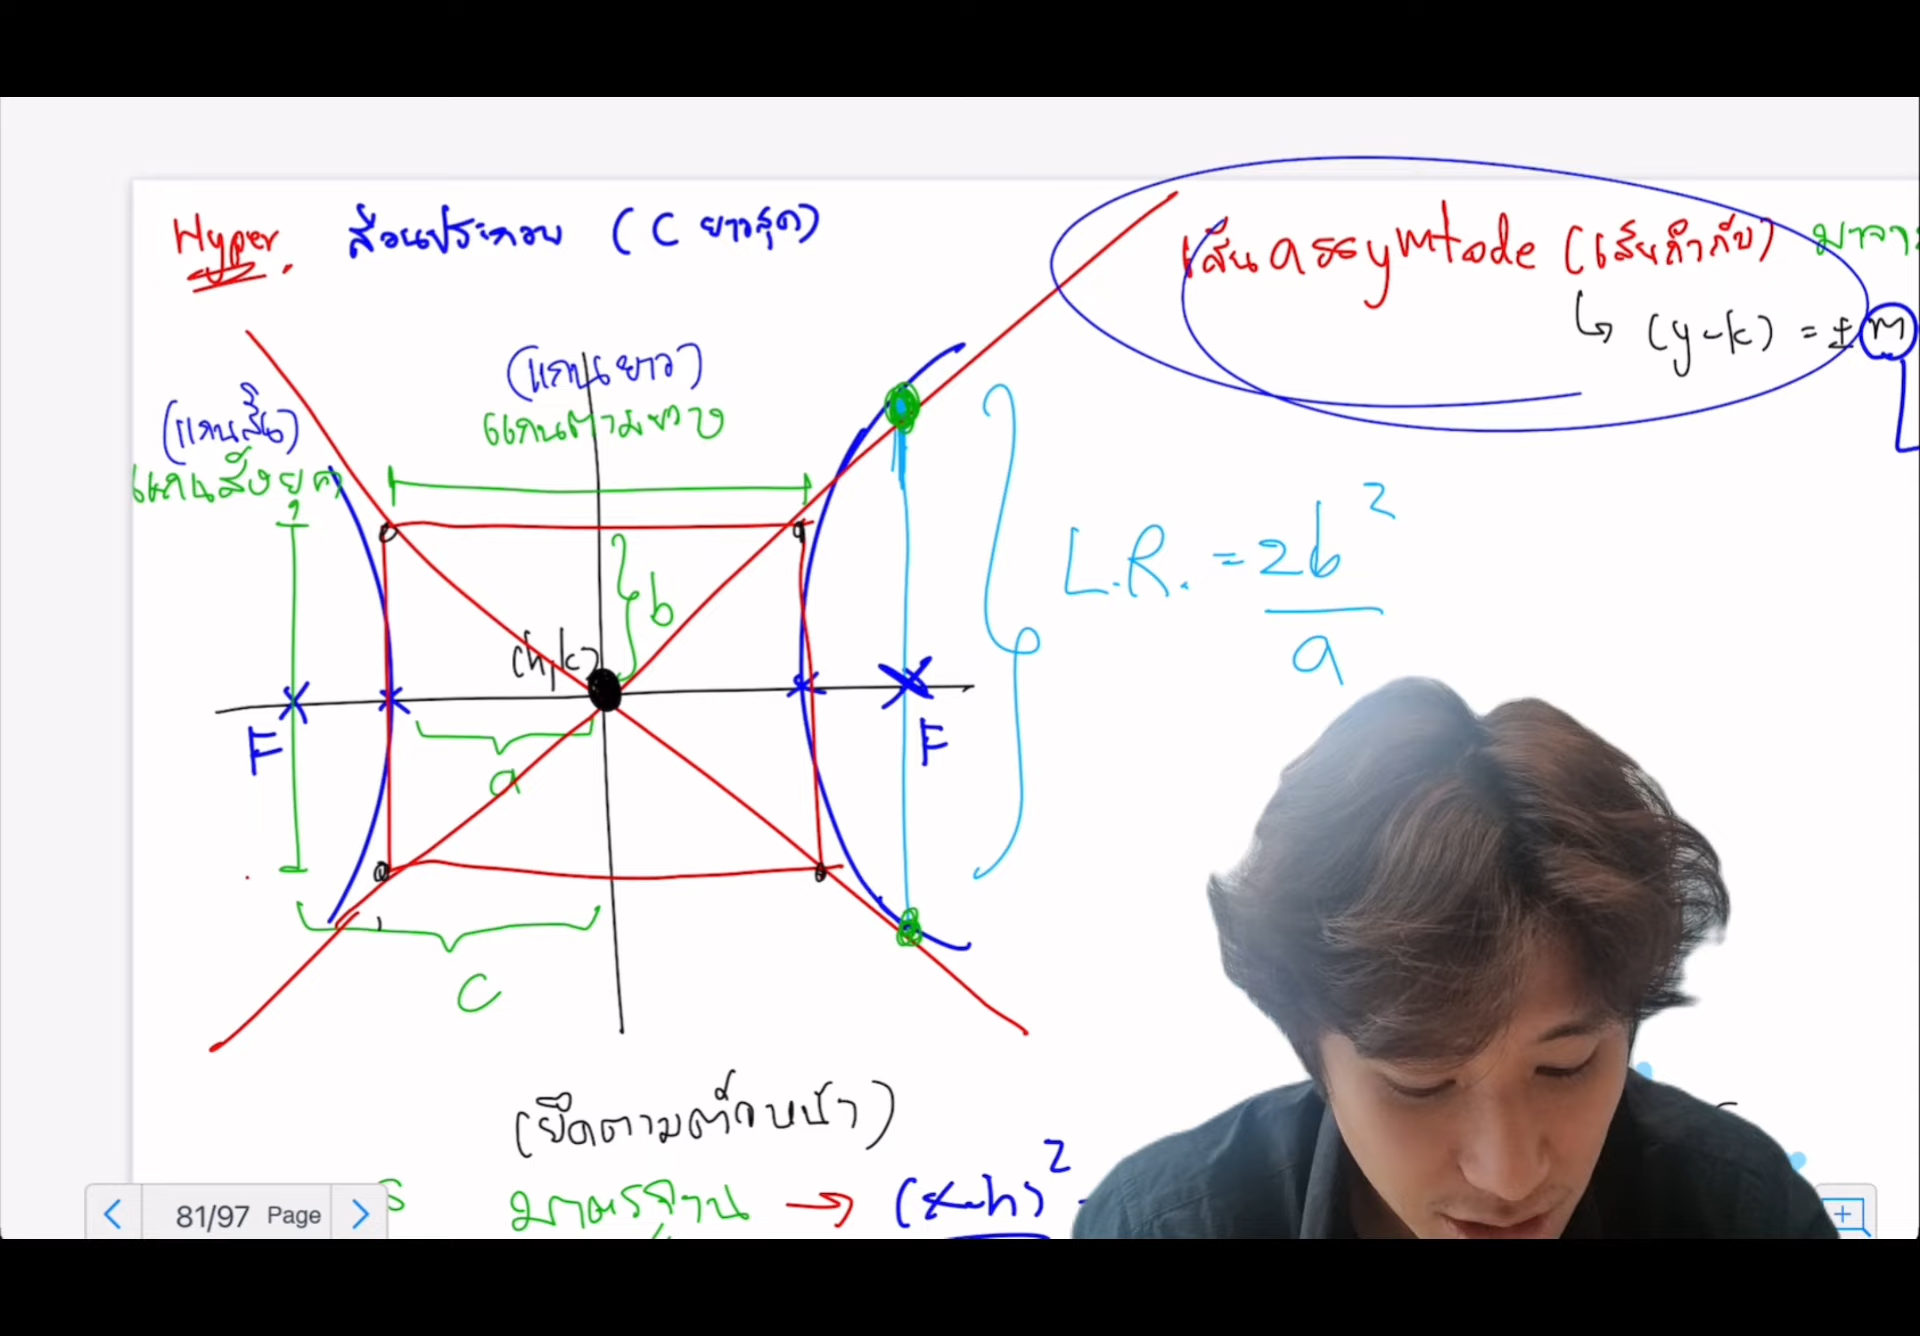 Hyper. ส่วนประกอบ (C ยาวสุด)
เส้น assymtode (เส้นกำกับ)
↳ (y-k) = ± m
(แกนยาว)
แกนตามขวาง
(แกนสั้น)
แกนสังยุค
b
(h,k)
L.R. = 2b²/a
F
F
a
c
(ยึดตามตัวหน้า)
มาตรฐาน → (x-h)²
81/97 Page